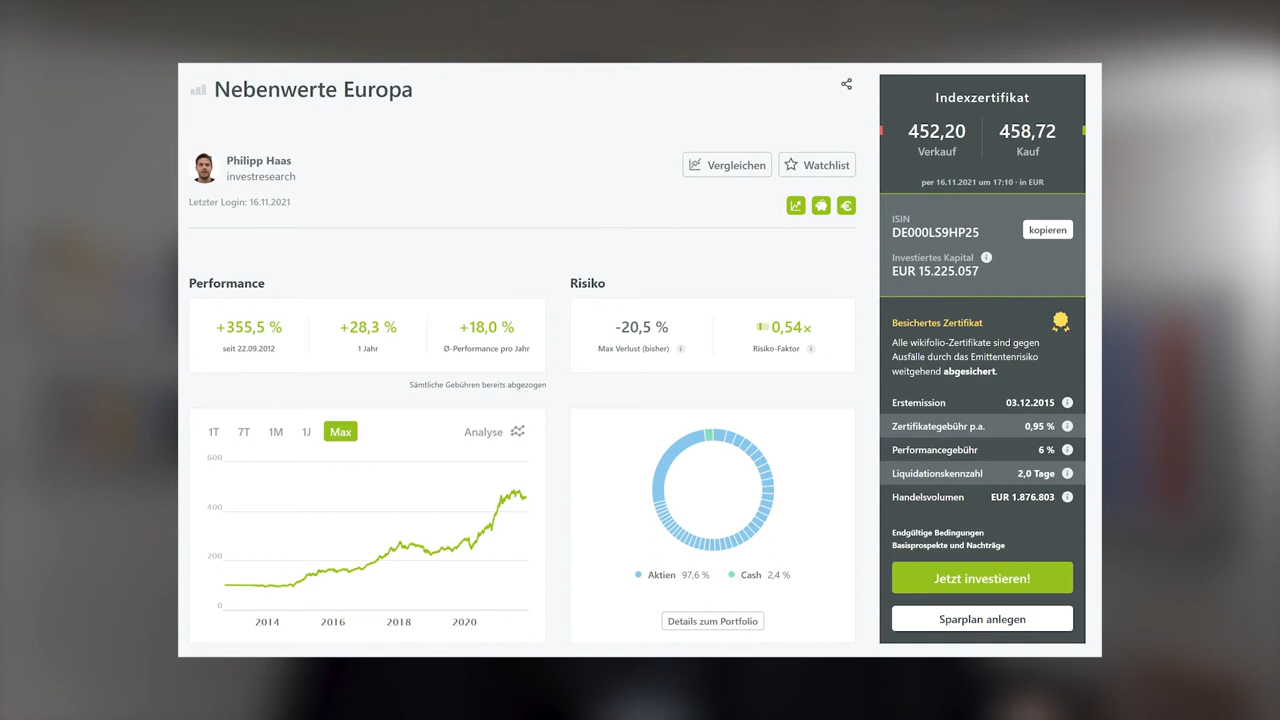 Nebenwerte Europa
Philipp Haas
investresearch
Letzter Login: 16.11.2021
Vergleichen
Watchlist
Performance
+355,5 %
seit 22.09.2012
+28,3 %
1 Jahr
+18,0 %
Ø-Performance pro Jahr
Sämtliche Gebühren bereits abgezogen
Risiko
-20,5 %
Max Verlust (bisher)
0,54x
Risiko-Faktor
1T 7T 1M 1J Max Analyse
600
400
200
0
2014 2016 2018 2020
Aktien 97,6 % Cash 2,4 %
Details zum Portfolio
Indexzertifikat
452,20
Verkauf
458,72
Kauf
per 16.11.2021 um 17:10 · in EUR
ISIN
DE000LS9HP25
kopieren
Investiertes Kapital
EUR 15.225.057
Besichertes Zertifikat
Alle wikifolio-Zertifikate sind gegen
Ausfälle durch das Emittentenrisiko
weitgehend abgesichert.
Erstemission 03.12.2015
Zertifikategebühr p.a. 0,95 %
Performancegebühr 6 %
Liquidationskennzahl 2,0 Tage
Handelsvolumen EUR 1.876.803
Endgültige Bedingungen
Basisprospekte und Nachträge
Jetzt investieren!
Sparplan anlegen